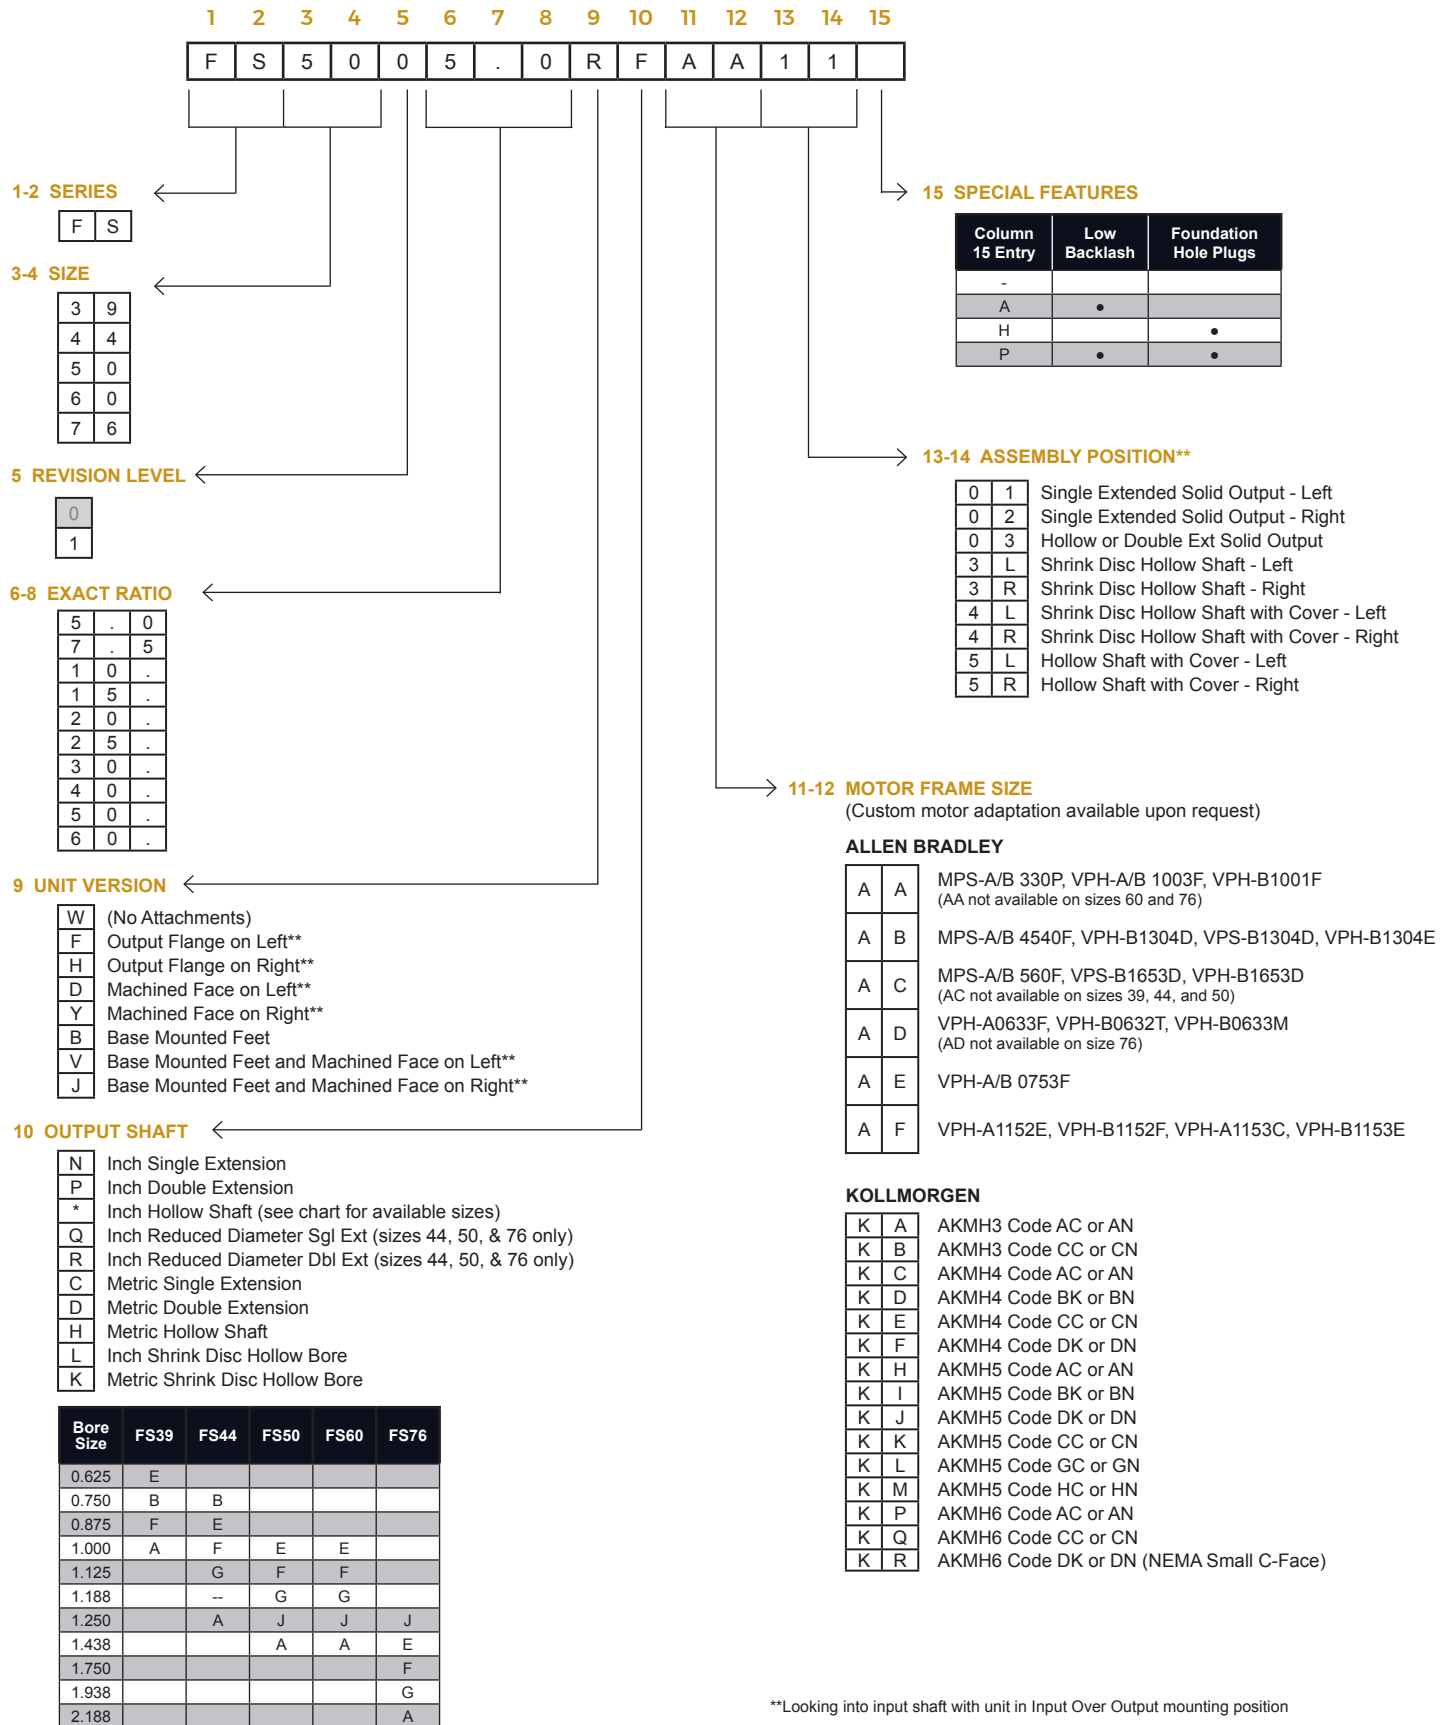 1 2 3 4 5 6 7 8 9 10 11 12 13 14 15
F S 5 0 0 5 . 0 R F A A 1 1
1-2 SERIES
F S
3-4 SIZE
3 9
4 4
5 0
6 0
7 6
5 REVISION LEVEL
0
1
6-8 EXACT RATIO
5 . 0
7 . 5
1 0 .
1 5 .
2 0 .
2 5 .
3 0 .
4 0 .
5 0 .
6 0 .
9 UNIT VERSION
W (No Attachments)
F Output Flange on Left**
H Output Flange on Right**
D Machined Face on Left**
Y Machined Face on Right**
B Base Mounted Feet
V Base Mounted Feet and Machined Face on Left**
J Base Mounted Feet and Machined Face on Right**
10 OUTPUT SHAFT
N Inch Single Extension
P Inch Double Extension
* Inch Hollow Shaft (see chart for available sizes)
Q Inch Reduced Diameter Sgl Ext (sizes 44, 50, & 76 only)
R Inch Reduced Diameter Dbl Ext (sizes 44, 50, & 76 only)
C Metric Single Extension
D Metric Double Extension
H Metric Hollow Shaft
L Inch Shrink Disc Hollow Bore
K Metric Shrink Disc Hollow Bore
Bore Size FS39 FS44 FS50 FS60 FS76
0.625 E
0.750 B B
0.875 F E
1.000 A F E E
1.125 G F F
1.188 -- G G
1.250 A J J J
1.438 A A E
1.750 F
1.938 G
2.188 A
15 SPECIAL FEATURES
Column 15 Entry Low Backlash Foundation Hole Plugs
-
A ●
H ●
P ● ●
13-14 ASSEMBLY POSITION**
0 1 Single Extended Solid Output - Left
0 2 Single Extended Solid Output - Right
0 3 Hollow or Double Ext Solid Output
3 L Shrink Disc Hollow Shaft - Left
3 R Shrink Disc Hollow Shaft - Right
4 L Shrink Disc Hollow Shaft with Cover - Left
4 R Shrink Disc Hollow Shaft with Cover - Right
5 L Hollow Shaft with Cover - Left
5 R Hollow Shaft with Cover - Right
11-12 MOTOR FRAME SIZE
(Custom motor adaptation available upon request)
ALLEN BRADLEY
A A MPS-A/B 330P, VPH-A/B 1003F, VPH-B1001F
(AA not available on sizes 60 and 76)
A B MPS-A/B 4540F, VPH-B1304D, VPS-B1304D, VPH-B1304E
A C MPS-A/B 560F, VPS-B1653D, VPH-B1653D
(AC not available on sizes 39, 44, and 50)
A D VPH-A0633F, VPH-B0632T, VPH-B0633M
(AD not available on size 76)
A E VPH-A/B 0753F
A F VPH-A1152E, VPH-B1152F, VPH-A1153C, VPH-B1153E
KOLLMORGEN
K A AKMH3 Code AC or AN
K B AKMH3 Code CC or CN
K C AKMH4 Code AC or AN
K D AKMH4 Code BK or BN
K E AKMH4 Code CC or CN
K F AKMH4 Code DK or DN
K H AKMH5 Code AC or AN
K I AKMH5 Code BK or BN
K J AKMH5 Code DK or DN
K K AKMH5 Code CC or CN
K L AKMH5 Code GC or GN
K M AKMH5 Code HC or HN
K P AKMH6 Code AC or AN
K Q AKMH6 Code CC or CN
K R AKMH6 Code DK or DN (NEMA Small C-Face)
**Looking into input shaft with unit in Input Over Output mounting position